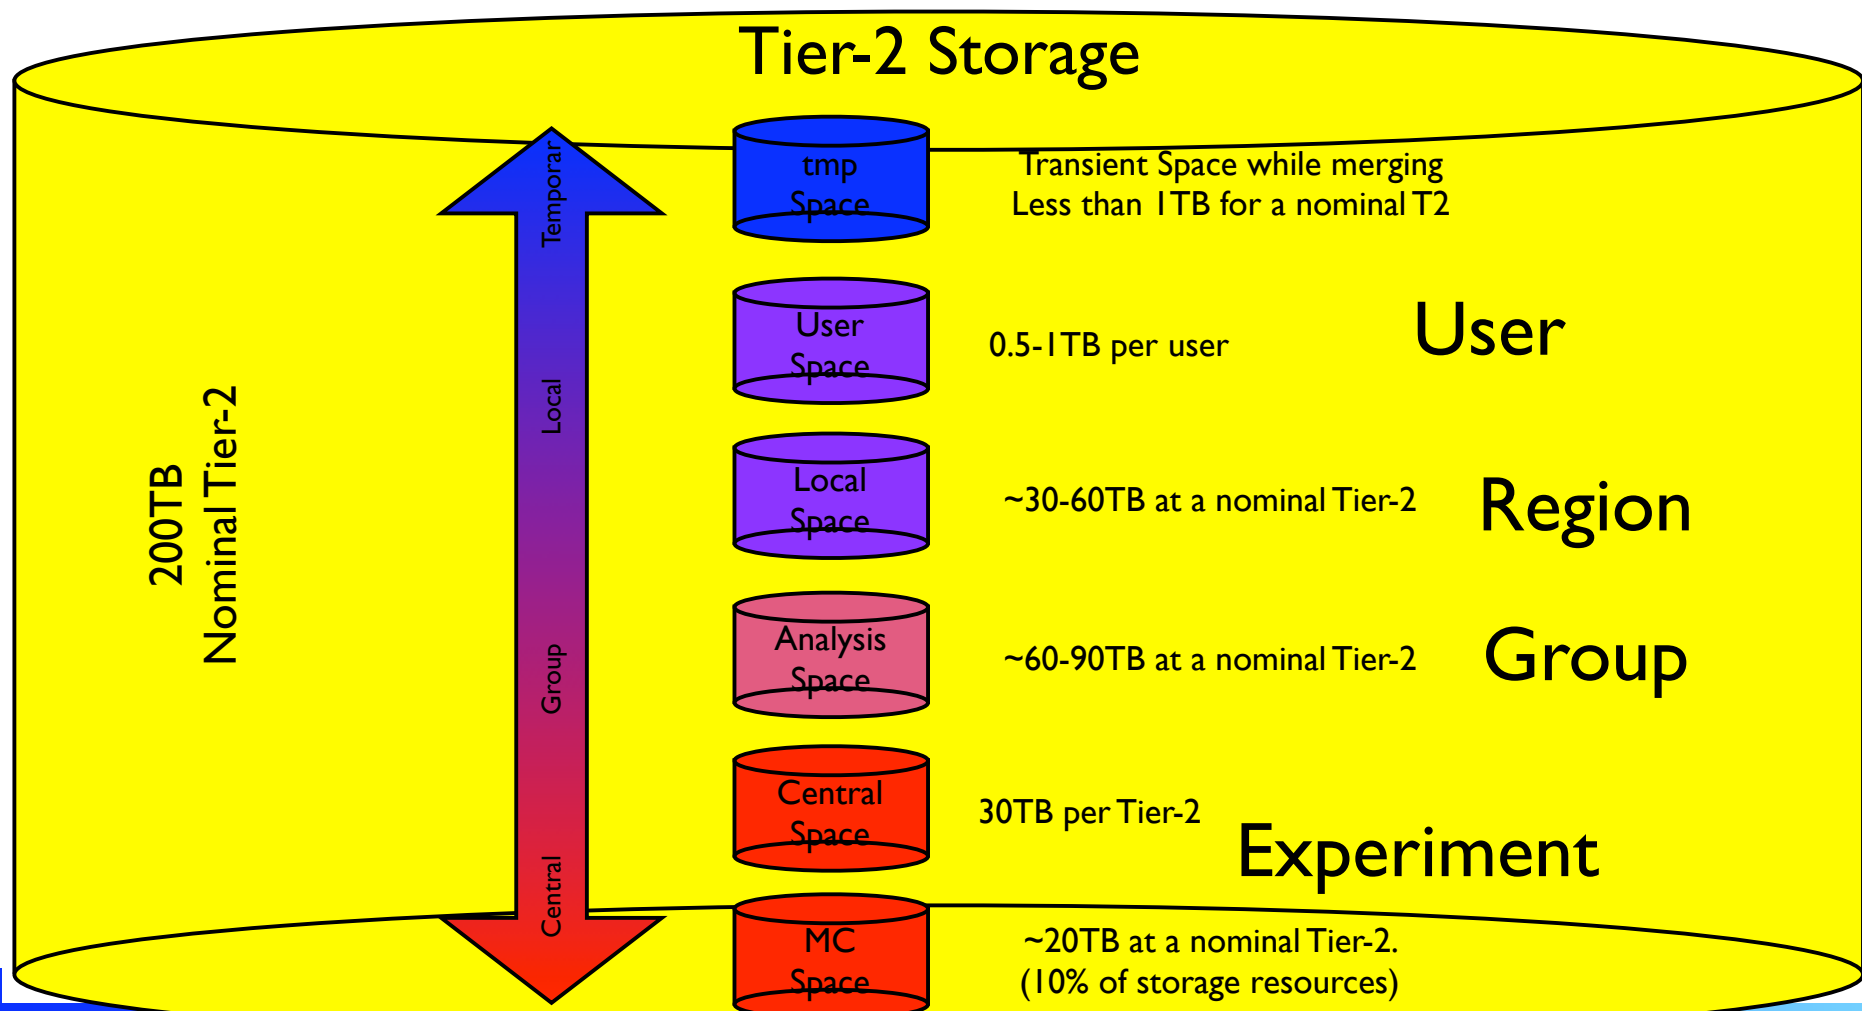 Tier-2 Storage
200TB
Nominal Tier-2
Temporar
Local
Group
Central
tmp
Space
Transient Space while merging
Less than 1TB for a nominal T2
User
Space
0.5-1TB per user
User
Local
Space
~30-60TB at a nominal Tier-2
Region
Analysis
Space
~60-90TB at a nominal Tier-2
Group
Central
Space
30TB per Tier-2
Experiment
MC
Space
~20TB at a nominal Tier-2.
(10% of storage resources)